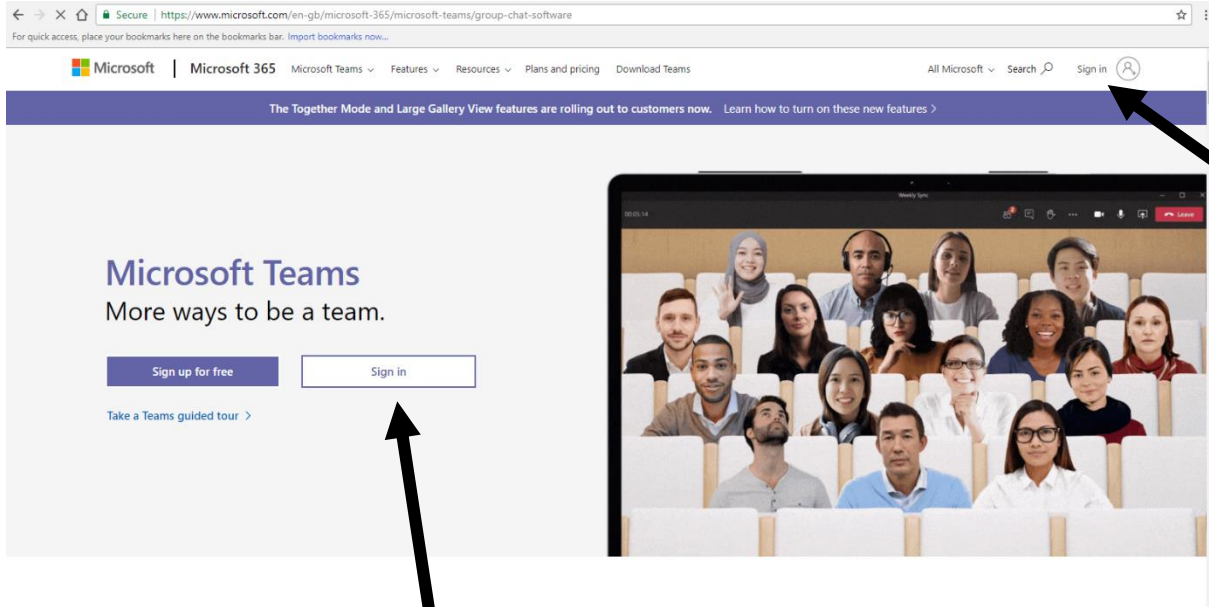 Secure | https://www.microsoft.com/en-gb/microsoft-365/microsoft-teams/group-chat-software
For quick access, place your bookmarks here on the bookmarks bar. Import bookmarks now...
Microsoft | Microsoft 365 Microsoft Teams Features Resources Plans and pricing Download Teams All Microsoft Search Sign in
The Together Mode and Large Gallery View features are rolling out to customers now. Learn how to turn on these new features >
Weekly Sync
00:05:14 2 Leave
Microsoft Teams
More ways to be a team.
Sign up for free Sign in
Take a Teams guided tour >